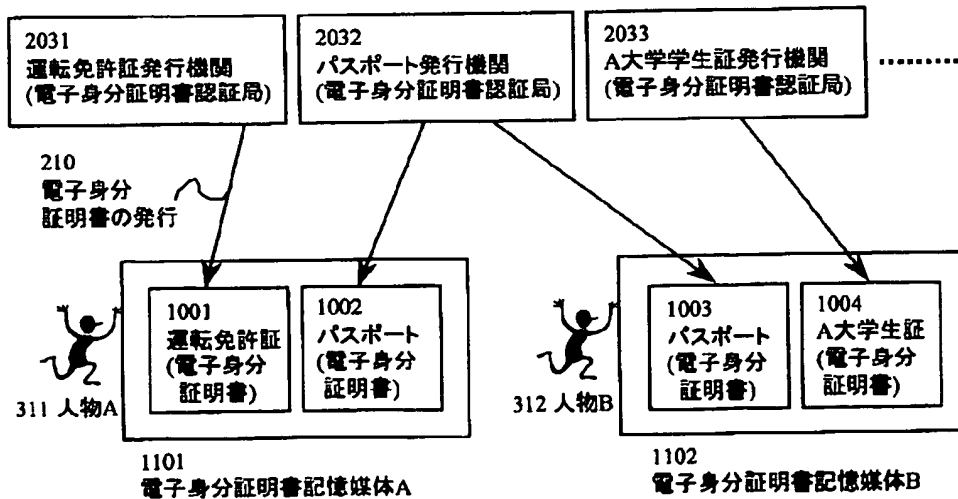 2031
運転免許証発行機関
(電子身分証明書認証局)
2032
パスポート発行機関
(電子身分証明書認証局)
2033
A大学学生証発行機関
(電子身分証明書認証局)
210
電子身分
証明書の発行
1001
運転免許証
(電子身分
証明書)
1002
パスポート
(電子身分
証明書)
311 人物A
1101
電子身分証明書記憶媒体A
1003
パスポート
(電子身分
証明書)
1004
A大学生証
(電子身分
証明書)
312 人物B
1102
電子身分証明書記憶媒体B